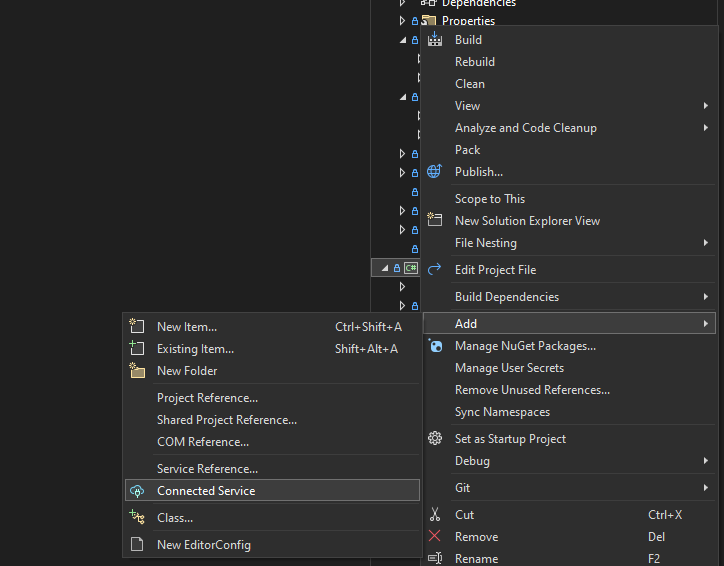 Dependencies
Properties
Build
Rebuild
Clean
View
Analyze and Code Cleanup
Pack
Publish...
Scope to This
New Solution Explorer View
File Nesting
C#
Edit Project File
Build Dependencies
Add
Manage NuGet Packages...
Manage User Secrets
Remove Unused References...
Sync Namespaces
Set as Startup Project
Debug
Git
Cut Ctrl+X
Remove Del
Rename F2
New Item... Ctrl+Shift+A
Existing Item... Shift+Alt+A
New Folder
Project Reference...
Shared Project Reference...
COM Reference...
Service Reference...
Connected Service
Class...
New EditorConfig